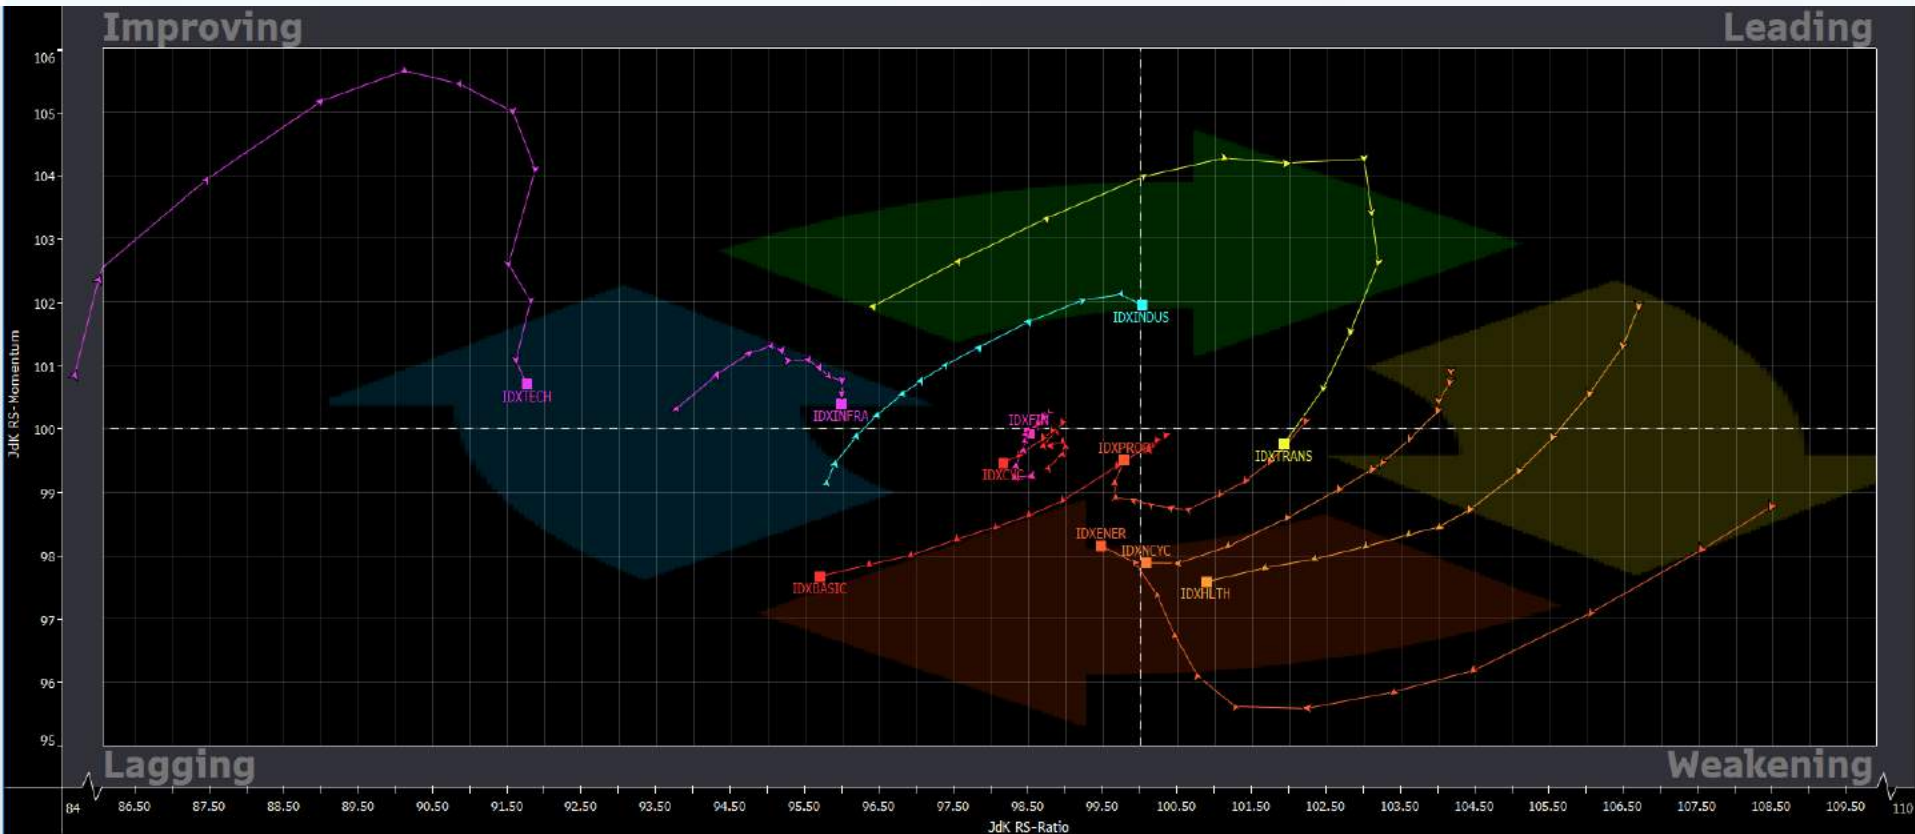 Improving
Leading
106
105
104
103
102
101
100
99
98
97
96
95
JdK RS-Momentum
IDXTECH
IDXINFRA
IDXINDUS
IDXFIN
IDXCYC
IDXPROP
IDXTRANS
IDXENER
IDXNCYC
IDXBASIC
IDXHLTH
Lagging
Weakening
84 86.50 87.50 88.50 89.50 90.50 91.50 92.50 93.50 94.50 95.50 96.50 97.50 98.50 99.50 100.50 101.50 102.50 103.50 104.50 105.50 106.50 107.50 108.50 109.50 110
JdK RS-Ratio